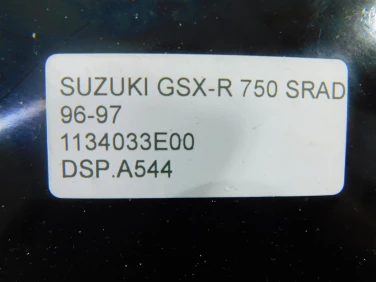 SUZUKI GSX-R 750 SRAD
96-97
1134033E00
DSP.A544